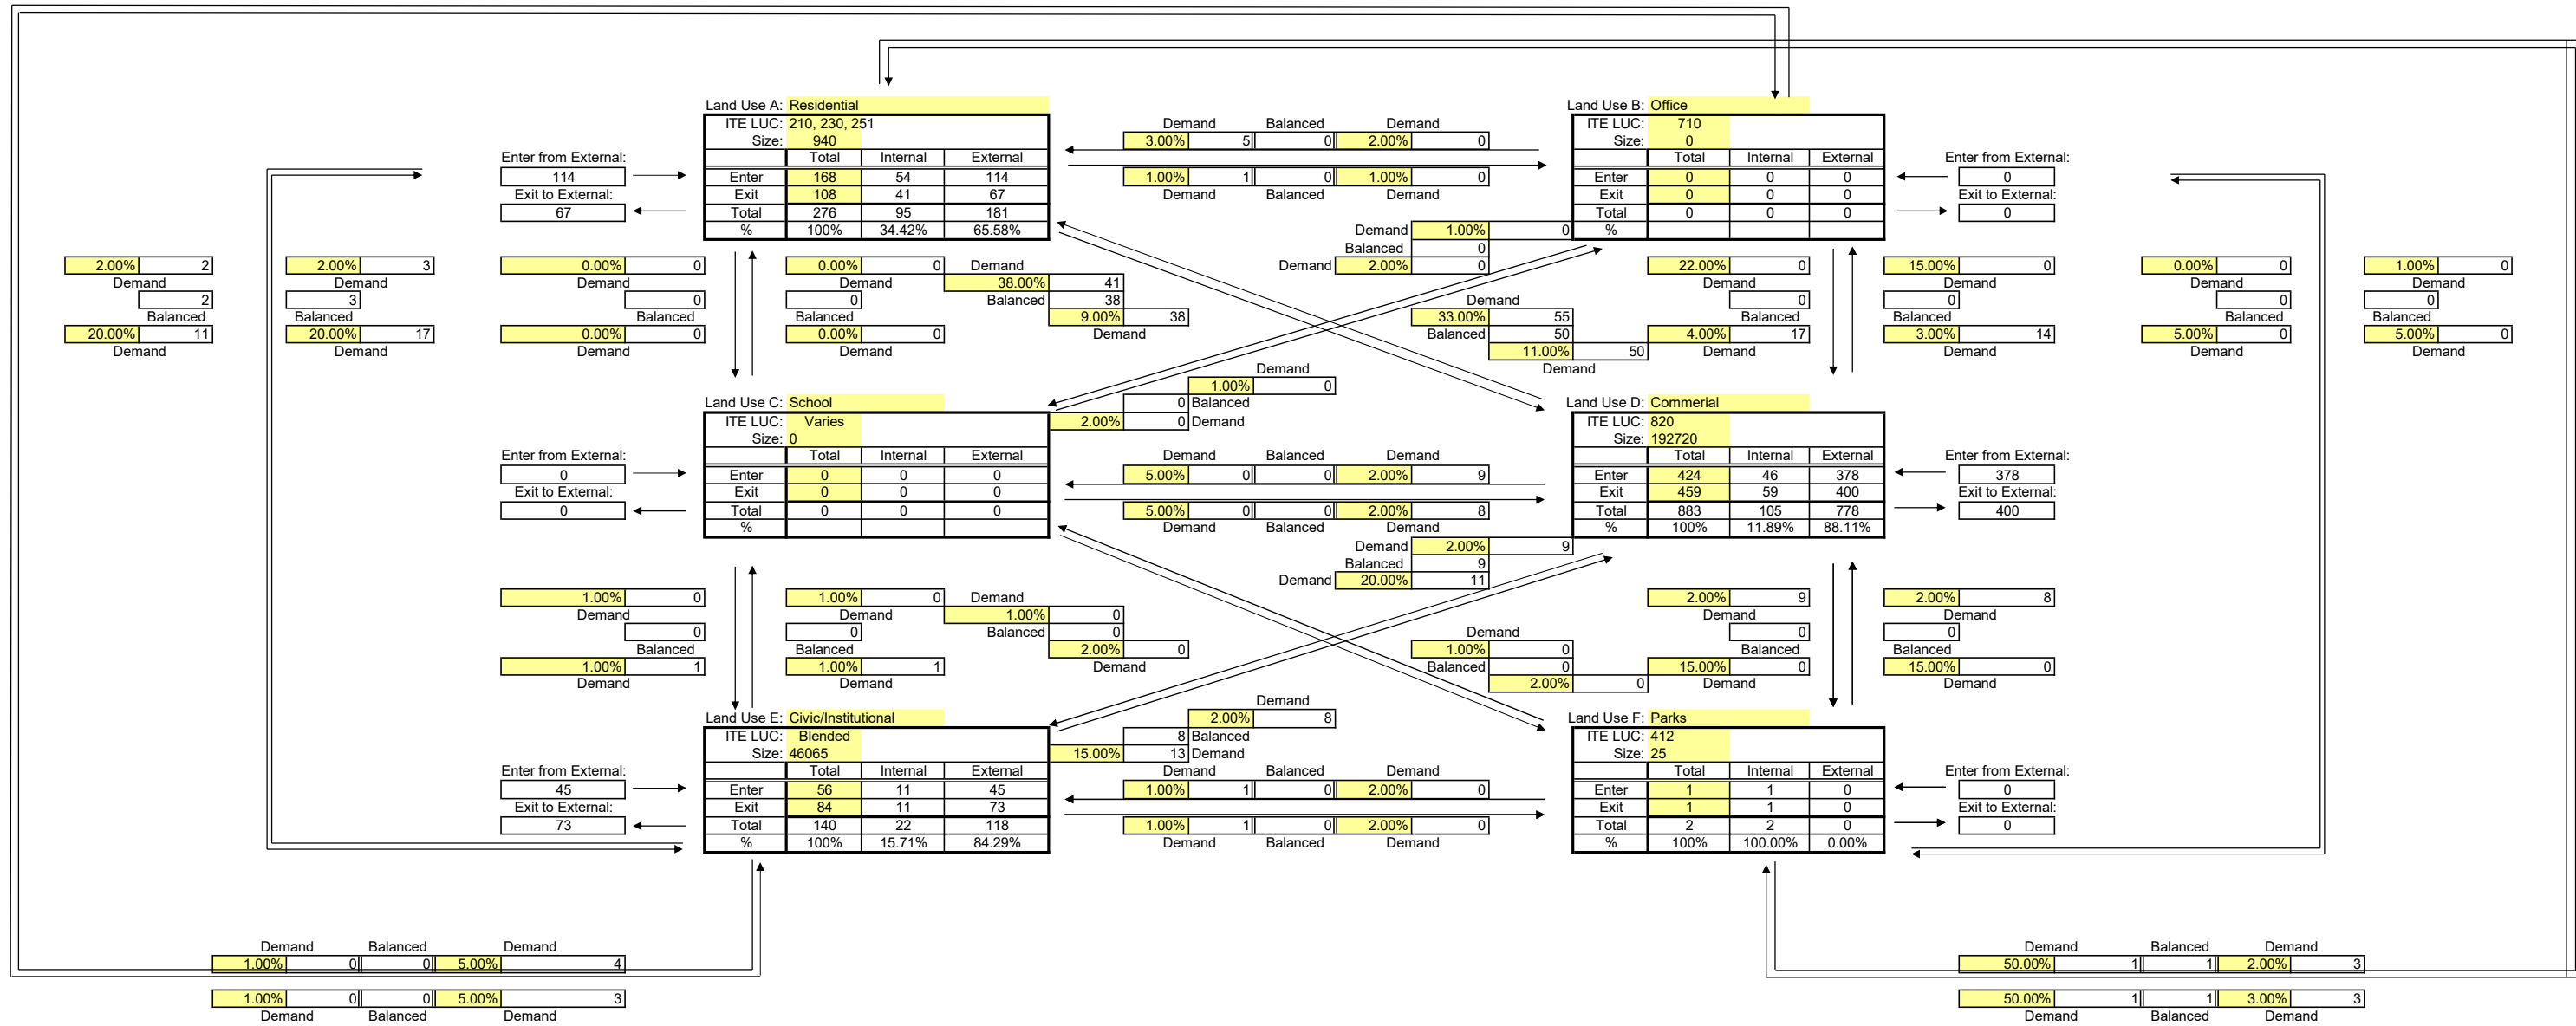 Land Use A: Residential
ITE LUC: 210, 230, 251
Size: 940
Total Internal External
Enter 168 54 114
Exit 108 41 67
Total 276 95 181
% 100% 34.42% 65.58%
Enter from External:
114
Exit to External:
67
Demand Balanced Demand
3.00% 5 0 2.00% 0
1.00% 1 0 1.00% 0
Demand Balanced Demand
Land Use B: Office
ITE LUC: 710
Size: 0
Total Internal External
Enter 0 0 0
Exit 0 0 0
Total 0 0 0
%
Enter from External:
0
Exit to External:
0
Demand 1.00% 0
Balanced 0
Demand 2.00% 0
2.00% 2
Demand
2
Balanced
20.00% 11
Demand
2.00% 3
Demand
3
Balanced
20.00% 17
Demand
0.00% 0
Demand
0
Balanced
0.00% 0
Demand
0.00% 0
Demand
0
Balanced
0.00% 0
Demand
Demand
38.00% 41
Balanced 38
9.00% 38
Demand
Demand
33.00% 55
Balanced 50
11.00% 50
Demand
22.00% 0
Demand
0
Balanced
4.00% 17
Demand
15.00% 0
Demand
0
Balanced
3.00% 14
Demand
0.00% 0
Demand
0
Balanced
5.00% 0
Demand
1.00% 0
Demand
0
Balanced
5.00% 0
Demand
Demand
1.00% 0
0 Balanced
2.00% 0 Demand
Land Use C: School
ITE LUC: Varies
Size: 0
Total Internal External
Enter 0 0 0
Exit 0 0 0
Total 0 0 0
%
Enter from External:
0
Exit to External:
0
Demand Balanced Demand
5.00% 0 0 2.00% 9
5.00% 0 0 2.00% 8
Demand Balanced Demand
Land Use D: Commerial
ITE LUC: 820
Size: 192720
Total Internal External
Enter 424 46 378
Exit 459 59 400
Total 883 105 778
% 100% 11.89% 88.11%
Enter from External:
378
Exit to External:
400
Demand 2.00% 9
Balanced 9
Demand 20.00% 11
1.00% 0
Demand
0
Balanced
1.00% 1
Demand
1.00% 0
Demand
0
Balanced
1.00% 1
Demand
Demand
1.00% 0
Balanced 0
2.00% 0
Demand
Demand
1.00% 0
Balanced 0
2.00% 0
2.00% 9
Demand
0
Balanced
15.00% 0
Demand
2.00% 8
Demand
0
Balanced
15.00% 0
Demand
Demand
2.00% 8
8 Balanced
15.00% 13 Demand
Land Use E: Civic/Institutional
ITE LUC: Blended
Size: 46065
Total Internal External
Enter 56 11 45
Exit 84 11 73
Total 140 22 118
% 100% 15.71% 84.29%
Enter from External:
45
Exit to External:
73
Demand Balanced Demand
1.00% 1 0 2.00% 0
1.00% 1 0 2.00% 0
Demand Balanced Demand
Land Use F: Parks
ITE LUC: 412
Size: 25
Total Internal External
Enter 1 1 0
Exit 1 1 0
Total 2 2 0
% 100% 100.00% 0.00%
Enter from External:
0
Exit to External:
0
Demand Balanced Demand
1.00% 0 0 5.00% 4
1.00% 0 0 5.00% 3
Demand Balanced Demand
Demand Balanced Demand
50.00% 1 1 2.00% 3
50.00% 1 1 3.00% 3
Demand Balanced Demand